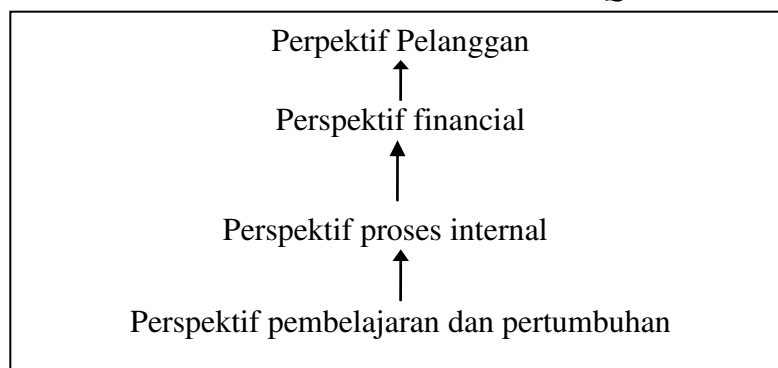 Perpektif Pelanggan
Perspektif financial
Perspektif proses internal
Perspektif pembelajaran dan pertumbuhan